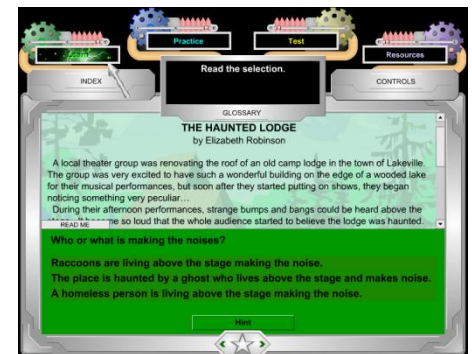 Practice
Test
Resources
Read the selection.
INDEX
CONTROLS
GLOSSARY
THE HAUNTED LODGE
by Elizabeth Robinson
A local theater group was renovating the roof of an old camp lodge in the town of Lakeville.
The group was very excited to have such a wonderful building on the edge of a wooded lake
for their musical performances, but soon after they started putting on shows, they began
noticing something very peculiar…
During their afternoon performances, strange bumps and bangs could be heard above the
so loud that the whole audience started to believe the lodge was haunted.
READ ME
Who or what is making the noises?
Raccoons are living above the stage making the noise.
The place is haunted by a ghost who lives above the stage and makes noise.
A homeless person is living above the stage making the noise.
Hint